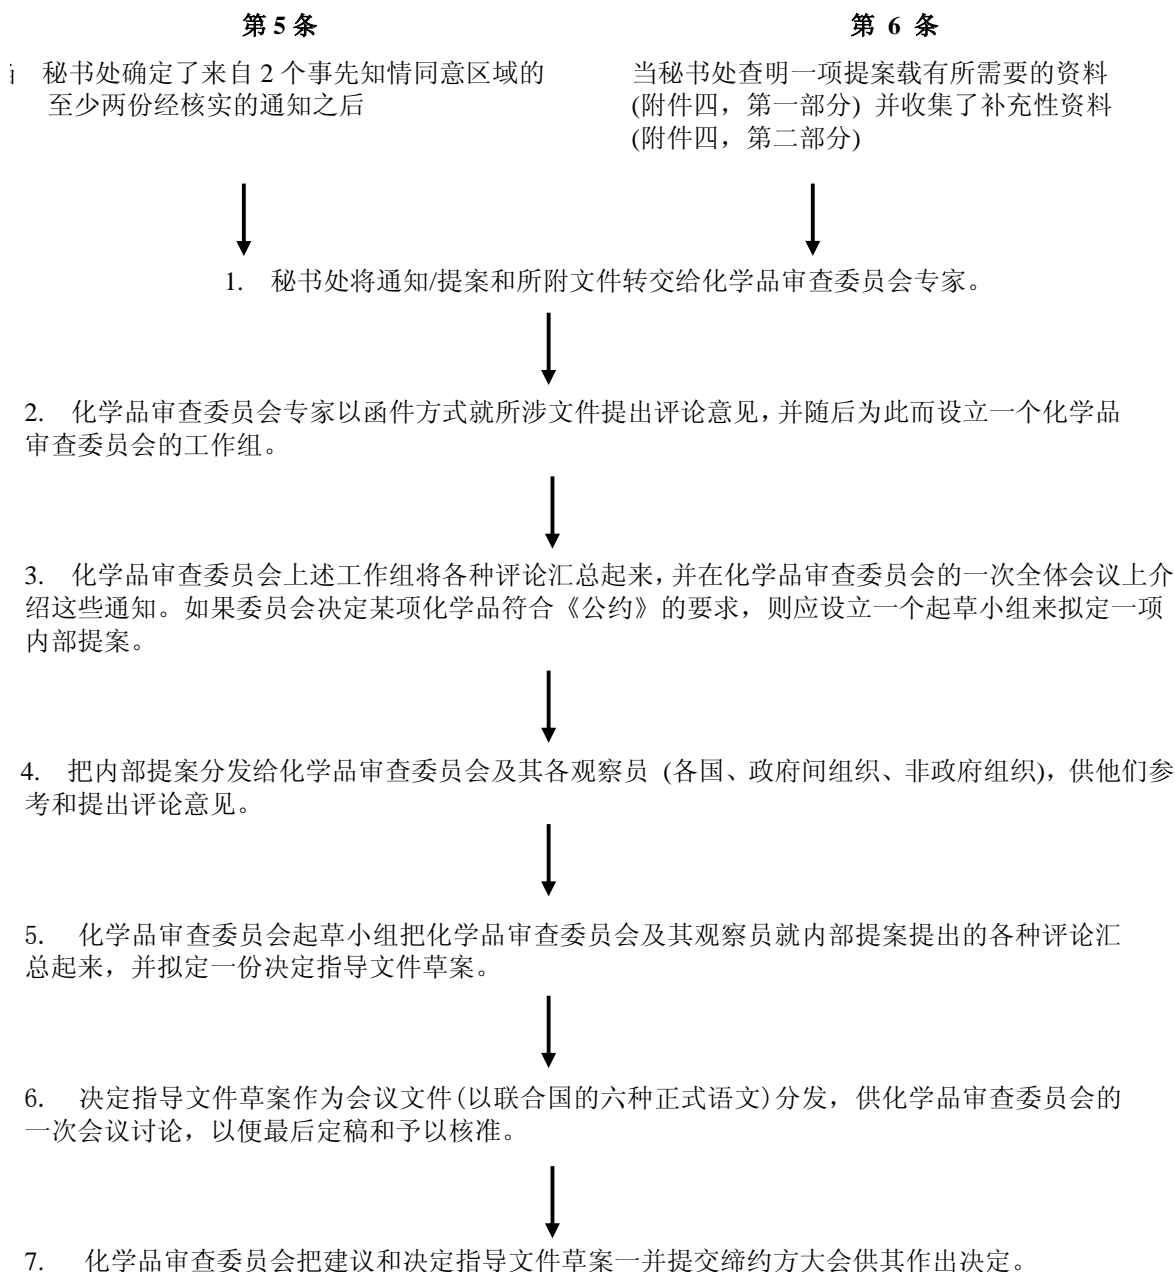 第 5 条
第 6 条
秘书处确定了来自 2 个事先知情同意区域的
至少两份经核实的通知之后
当秘书处查明一项提案载有所需要的资料
(附件四，第一部分) 并收集了补充性资料
(附件四，第二部分)
1. 秘书处将通知/提案和所附文件转交给化学品审查委员会专家。
2. 化学品审查委员会专家以函件方式就所涉文件提出评论意见，并随后为此而设立一个化学品
审查委员会的工作组。
3. 化学品审查委员会上述工作组将各种评论汇总起来，并在化学品审查委员会的一次全体会议上介
绍这些通知。如果委员会决定某项化学品符合《公约》的要求，则应设立一个起草小组来拟定一项
内部提案。
4. 把内部提案分发给化学品审查委员会及其各观察员 (各国、政府间组织、非政府组织)，供他们参
考和提出评论意见。
5. 化学品审查委员会起草小组把化学品审查委员会及其观察员就内部提案提出的各种评论汇
总起来，并拟定一份决定指导文件草案。
6. 决定指导文件草案作为会议文件(以联合国的六种正式语文)分发，供化学品审查委员会的
一次会议讨论，以便最后定稿和予以核准。
7. 化学品审查委员会把建议和决定指导文件草案一并提交缔约方大会供其作出决定。